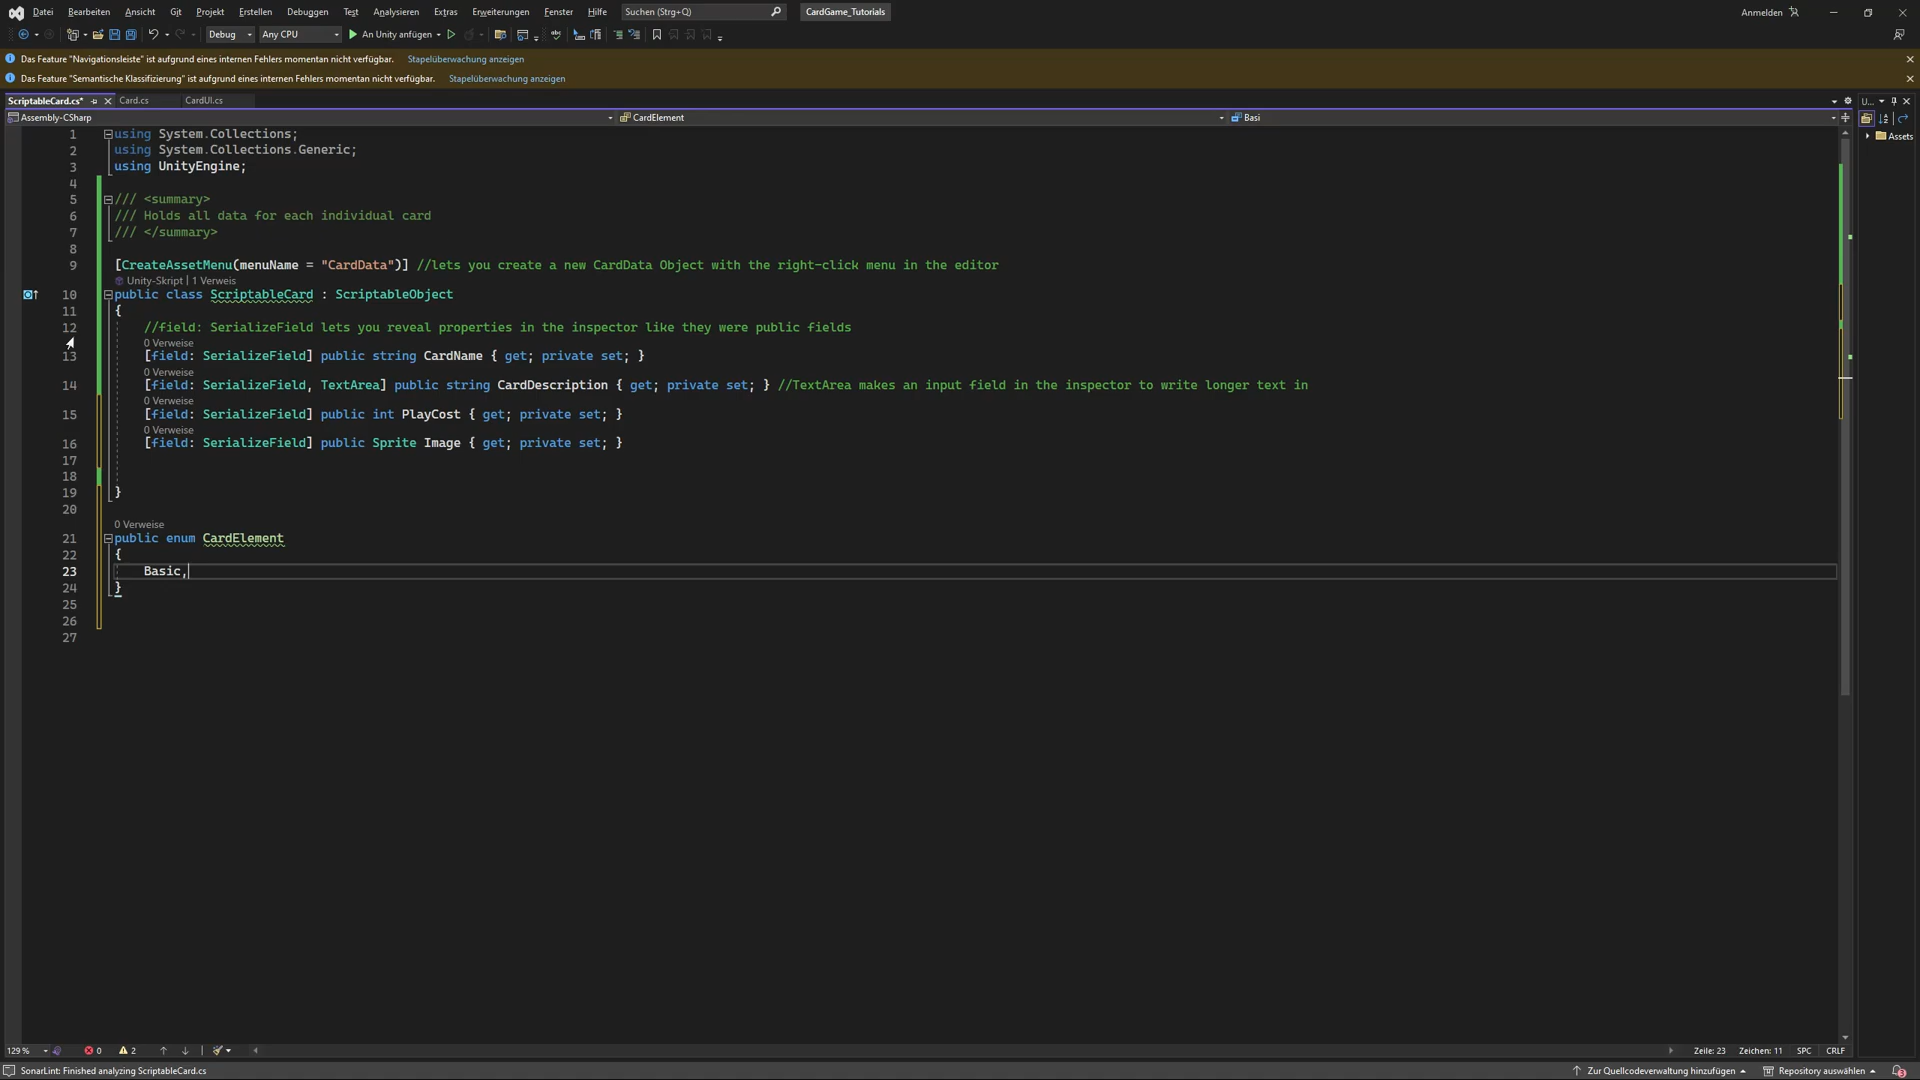 Datei Bearbeiten Ansicht Git Projekt Erstellen Debuggen Test Analysieren Extras Erweiterungen Fenster Hilfe Suchen (Strg+Q) CardGame_Tutorials Anmelden
Debug Any CPU An Unity anfügen
Das Feature "Navigationsleiste" ist aufgrund eines internen Fehlers momentan nicht verfügbar. Stapelüberwachung anzeigen
Das Feature "Semantische Klassifizierung" ist aufgrund eines internen Fehlers momentan nicht verfügbar. Stapelüberwachung anzeigen
ScriptableCard.cs* Card.cs CardUI.cs U...
Assembly-CSharp CardElement Basi
Assets
1 using System.Collections;
2 using System.Collections.Generic;
3 using UnityEngine;
4
5 /// <summary>
6 /// Holds all data for each individual card
7 /// </summary>
8
9 [CreateAssetMenu(menuName = "CardData")] //lets you create a new CardData Object with the right-click menu in the editor
Unity-Skript | 1 Verweis
10 public class ScriptableCard : ScriptableObject
11 {
12 //field: SerializeField lets you reveal properties in the inspector like they were public fields
0 Verweise
13 [field: SerializeField] public string CardName { get; private set; }
0 Verweise
14 [field: SerializeField, TextArea] public string CardDescription { get; private set; } //TextArea makes an input field in the inspector to write longer text in
0 Verweise
15 [field: SerializeField] public int PlayCost { get; private set; }
0 Verweise
16 [field: SerializeField] public Sprite Image { get; private set; }
17
18
19 }
20
0 Verweise
21 public enum CardElement
22 {
23 Basic,
24 }
25
26
27
129 % 0 2 Zeile: 23 Zeichen: 11 SPC CRLF
SonarLint: Finished analyzing ScriptableCard.cs Zur Quellcodeverwaltung hinzufügen Repository auswählen 3